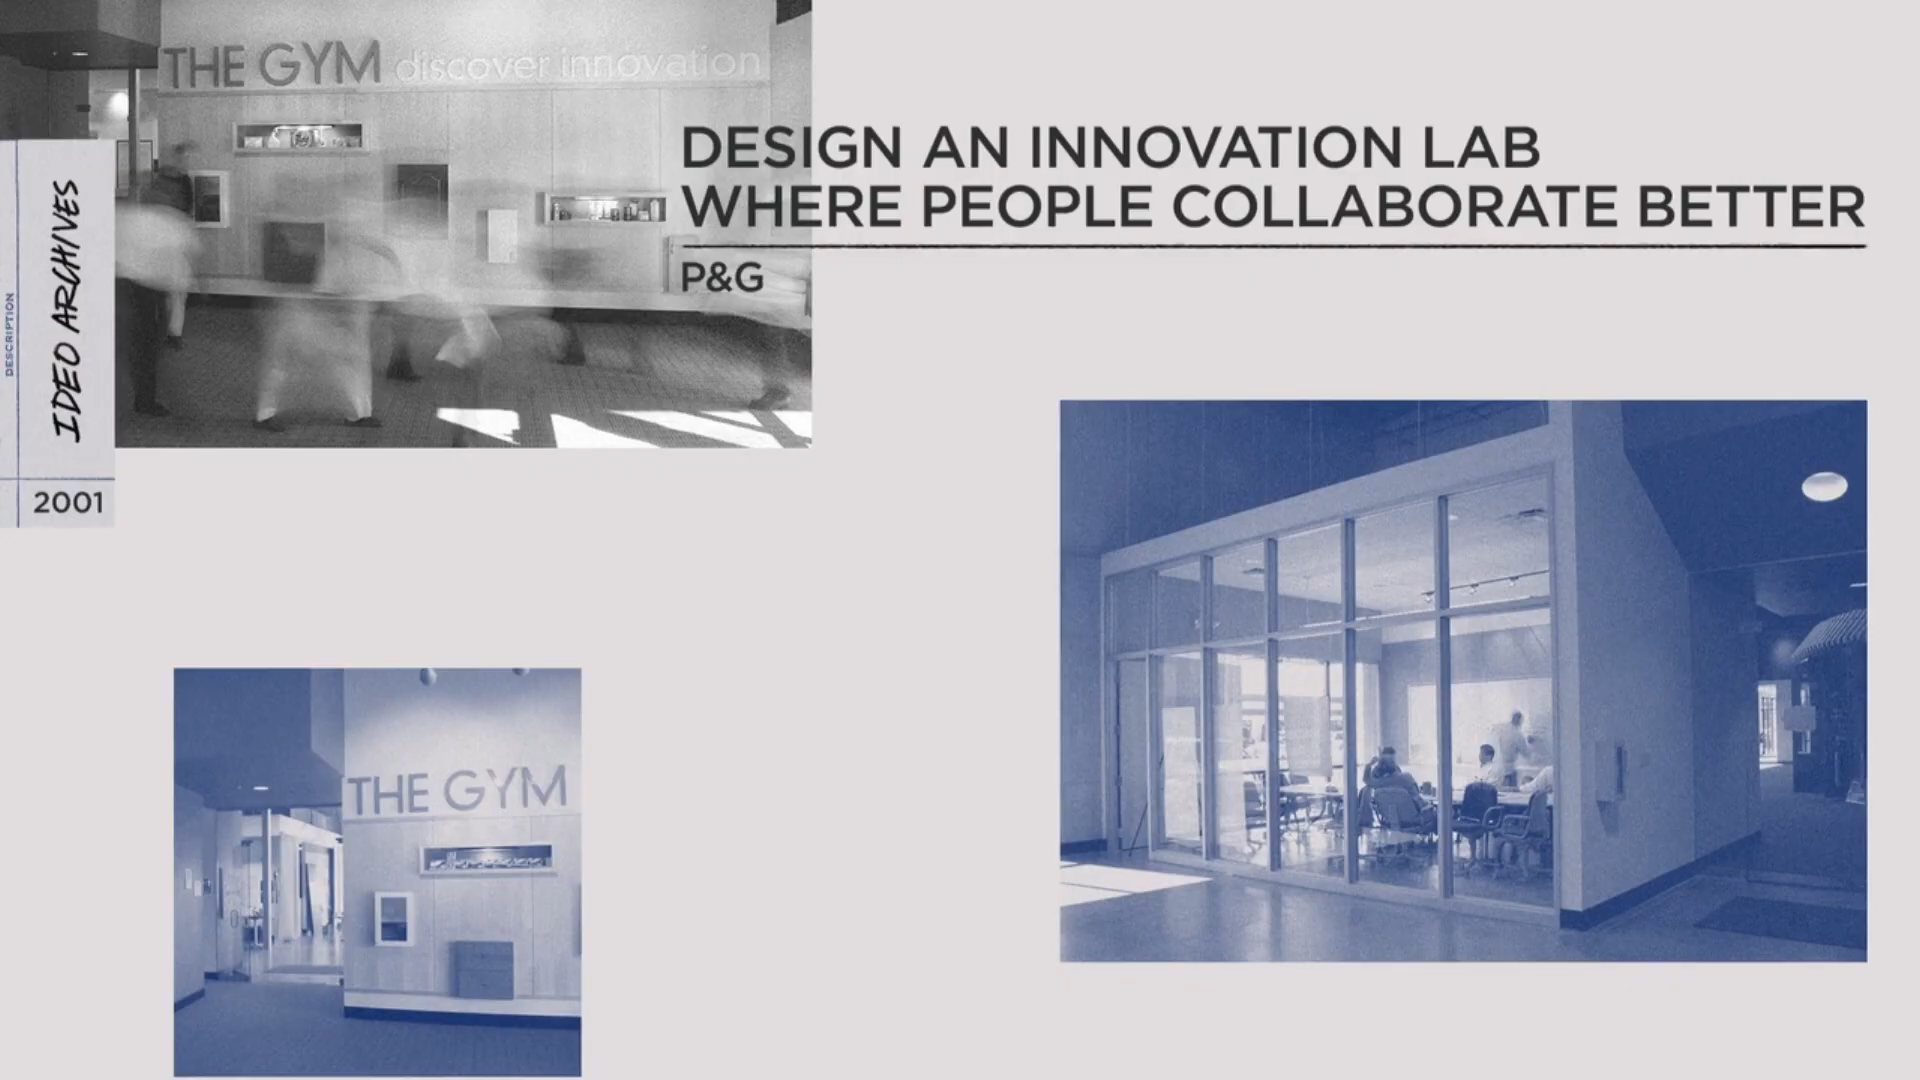 THE GYM discover innovation
DESIGN AN INNOVATION LAB
WHERE PEOPLE COLLABORATE BETTER
P&G
DESCRIPTION
IDEO ARCHIVES
2001
THE GYM